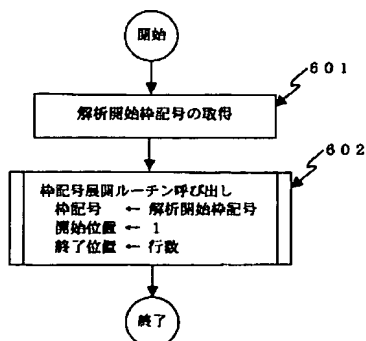 開始
601
解析開始枠記号の取得
602
枠記号展開ルーチン呼び出し
枠記号 ← 解析開始枠記号
開始位置 ← 1
終了位置 ← 行数
終了